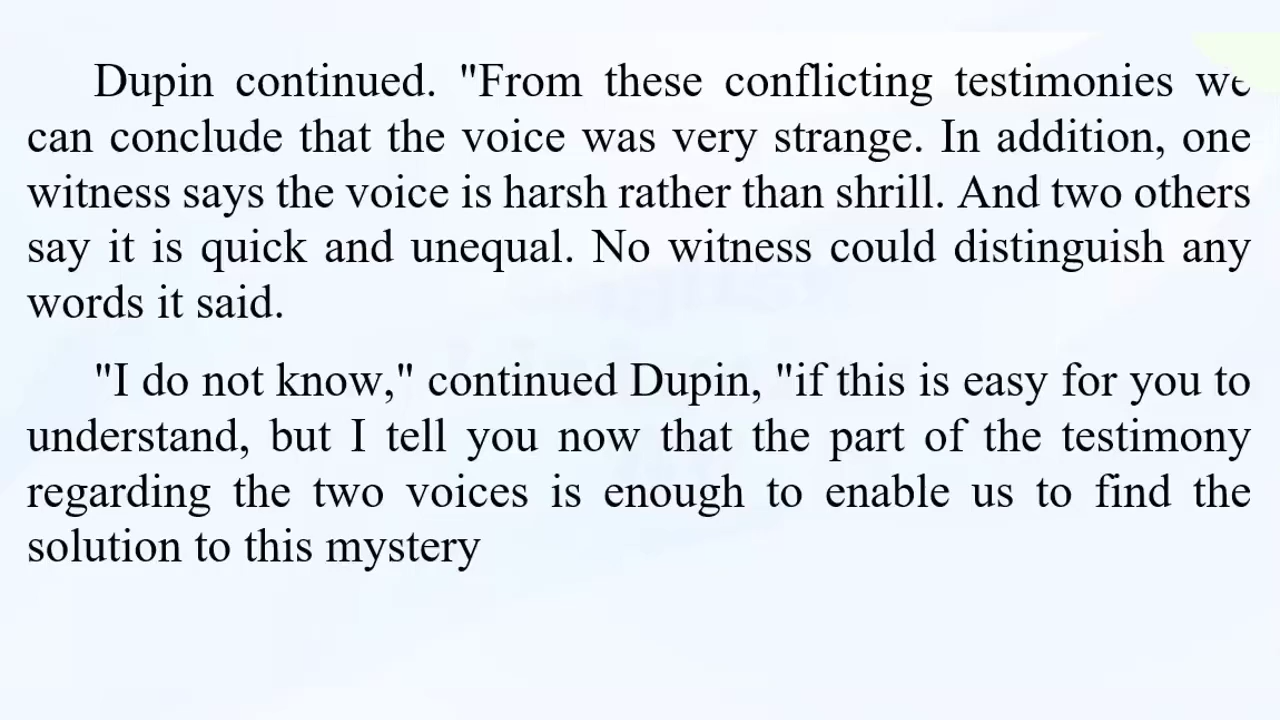 Dupin continued. "From these conflicting testimonies we
can conclude that the voice was very strange. In addition, one
witness says the voice is harsh rather than shrill. And two others
say it is quick and unequal. No witness could distinguish any
words it said.
"I do not know," continued Dupin, "if this is easy for you to
understand, but I tell you now that the part of the testimony
regarding the two voices is enough to enable us to find the
solution to this mystery